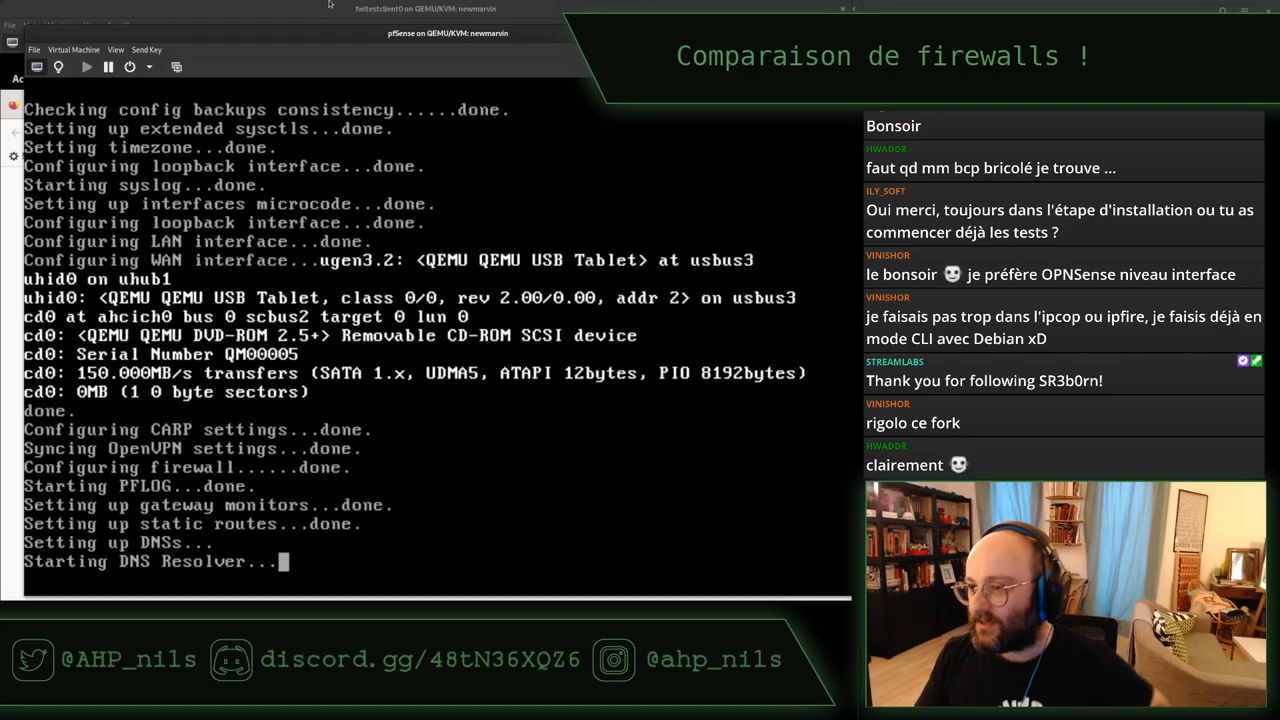 fwttestclient0 on QEMU/KVM: newmarvin
File
pfSense on QEMU/KVM: newmarvin
File Virtual Machine View Send Key
Ac
Comparaison de firewalls !
Checking config backups consistency......done.
Setting up extended sysctls...done.
Setting timezone...done.
Configuring loopback interface...done.
Starting syslog...done.
Setting up interfaces microcode...done.
Configuring loopback interface...done.
Configuring LAN interface...done.
Configuring WAN interface...ugen3.2: <QEMU QEMU USB Tablet> at usbus3
uhid0 on uhub1
uhid0: <QEMU QEMU USB Tablet, class 0/0, rev 2.00/0.00, addr 2> on usbus3
cd0 at ahcich0 bus 0 scbus2 target 0 lun 0
cd0: <QEMU QEMU DVD-ROM 2.5+> Removable CD-ROM SCSI device
cd0: Serial Number QM00005
cd0: 150.000MB/s transfers (SATA 1.x, UDMA5, ATAPI 12bytes, PIO 8192bytes)
cd0: 0MB (1 0 byte sectors)
done.
Configuring CARP settings...done.
Syncing OpenVPN settings...done.
Configuring firewall......done.
Starting PFLOG...done.
Setting up gateway monitors...done.
Setting up static routes...done.
Setting up DNSs...
Starting DNS Resolver...
Bonsoir
HWADDR
faut qd mm bcp bricolé je trouve ...
ILY_SOFT
Oui merci, toujours dans l'étape d'installation ou tu as
commencer déjà les tests ?
VINISHOR
le bonsoir je préfère OPNSense niveau interface
VINISHOR
je faisais pas trop dans l'ipcop ou ipfire, je faisis déjà en
mode CLI avec Debian xD
STREAMLABS
Thank you for following SR3b0rn!
VINISHOR
rigolo ce fork
HWADDR
clairement
@AHP_nils discord.gg/48tN36XQZ6 @ahp_nils